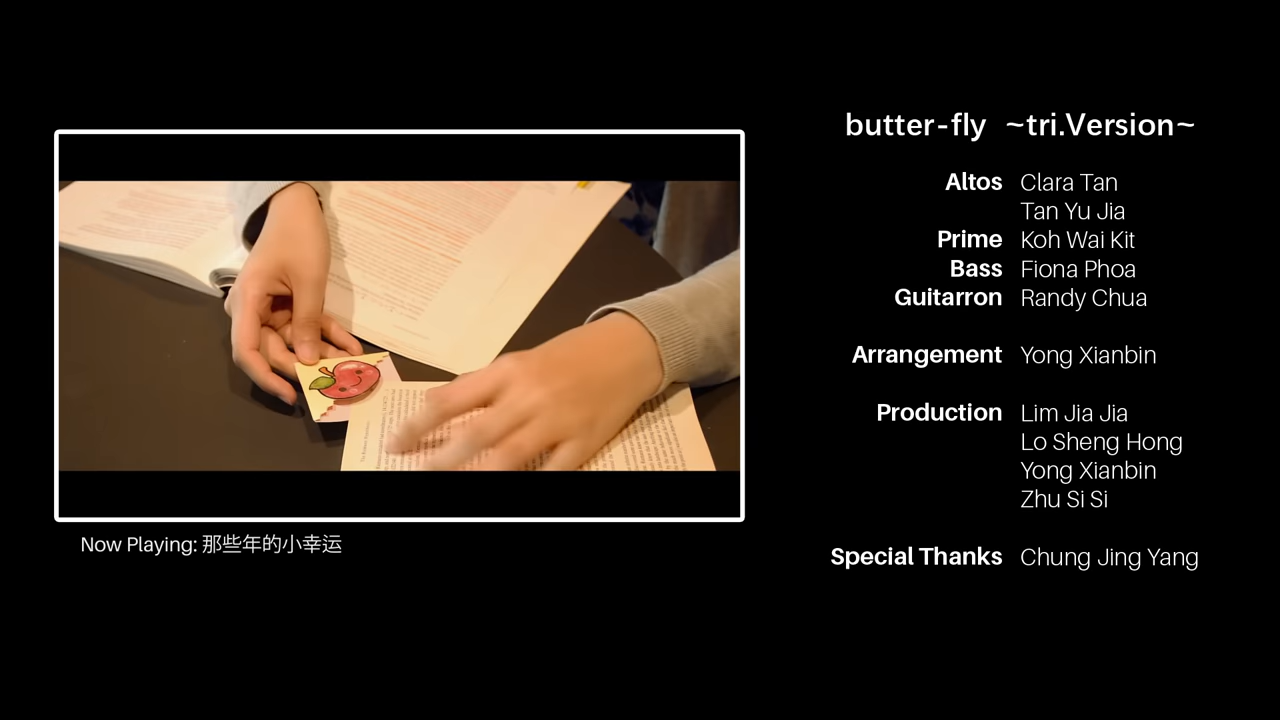 butter-fly ~tri.Version~
Altos Clara Tan
Tan Yu Jia
Prime Koh Wai Kit
Bass Fiona Phoa
Guitarron Randy Chua
Arrangement Yong Xianbin
Production Lim Jia Jia
Lo Sheng Hong
Yong Xianbin
Zhu Si Si
Special Thanks Chung Jing Yang
Now Playing: 那些年的小幸运